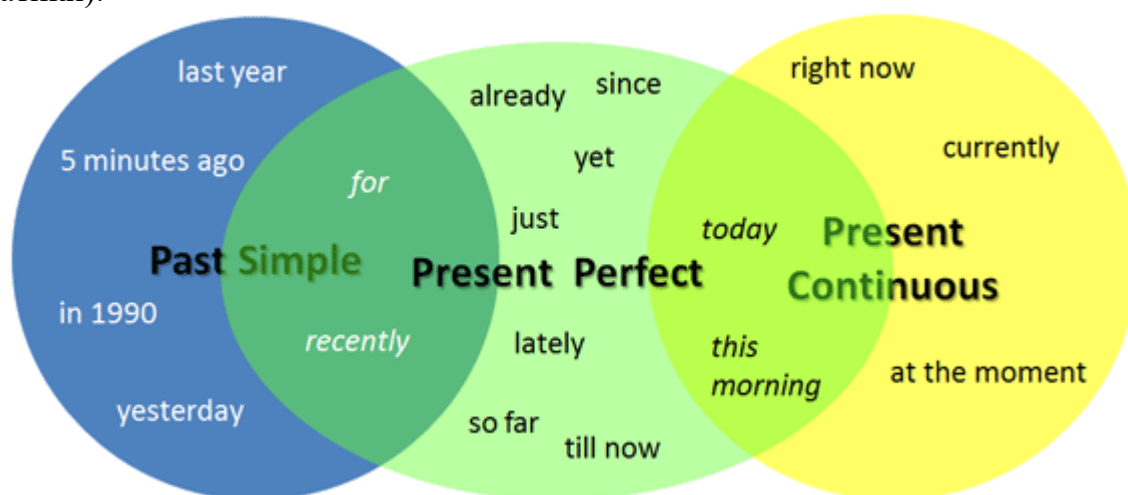 last year
5 minutes ago
Past Simple
in 1990
yesterday
for
recently
already
since
yet
just
Present Perfect
lately
so far
till now
today
this
morning
right now
currently
Present
Continuous
at the moment